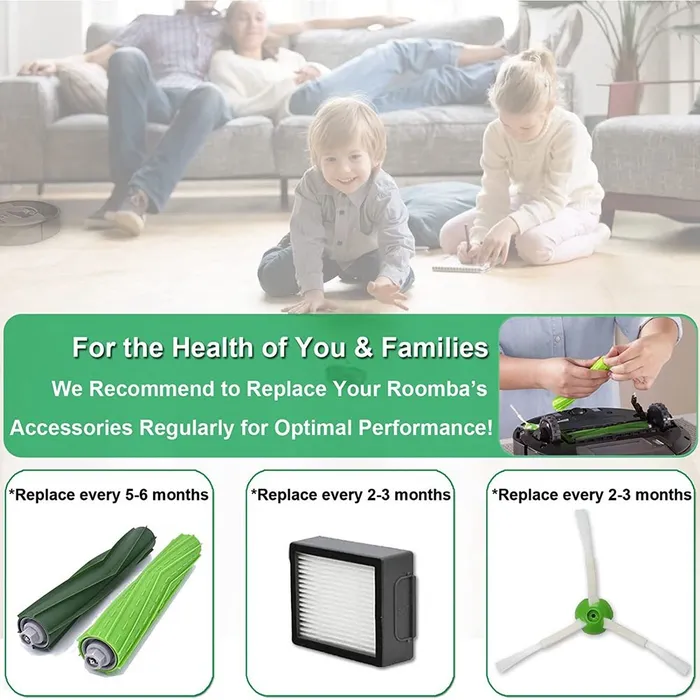 For the Health of You & Families
We Recommend to Replace Your Roomba's
Accessories Regularly for Optimal Performance!
*Replace every 5-6 months
*Replace every 2-3 months
*Replace every 2-3 months